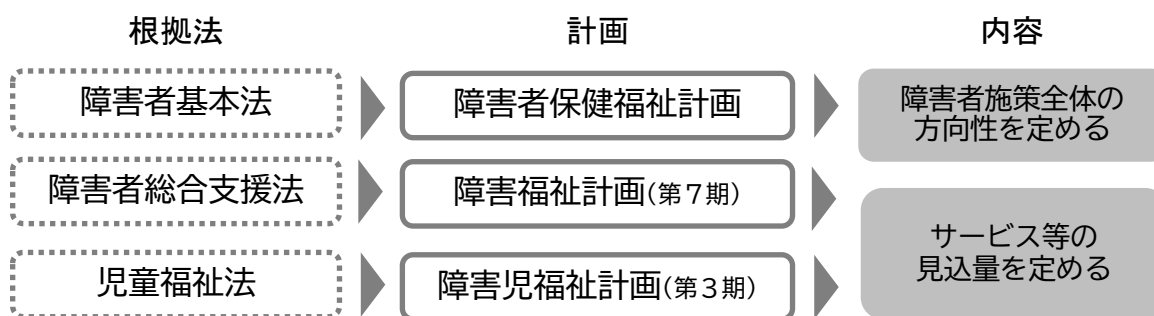 根拠法
計画
内容
障害者基本法
障害者保健福祉計画
障害者施策全体の
方向性を定める
障害者総合支援法
障害福祉計画(第７期)
サービス等の
見込量を定める
児童福祉法
障害児福祉計画(第３期)